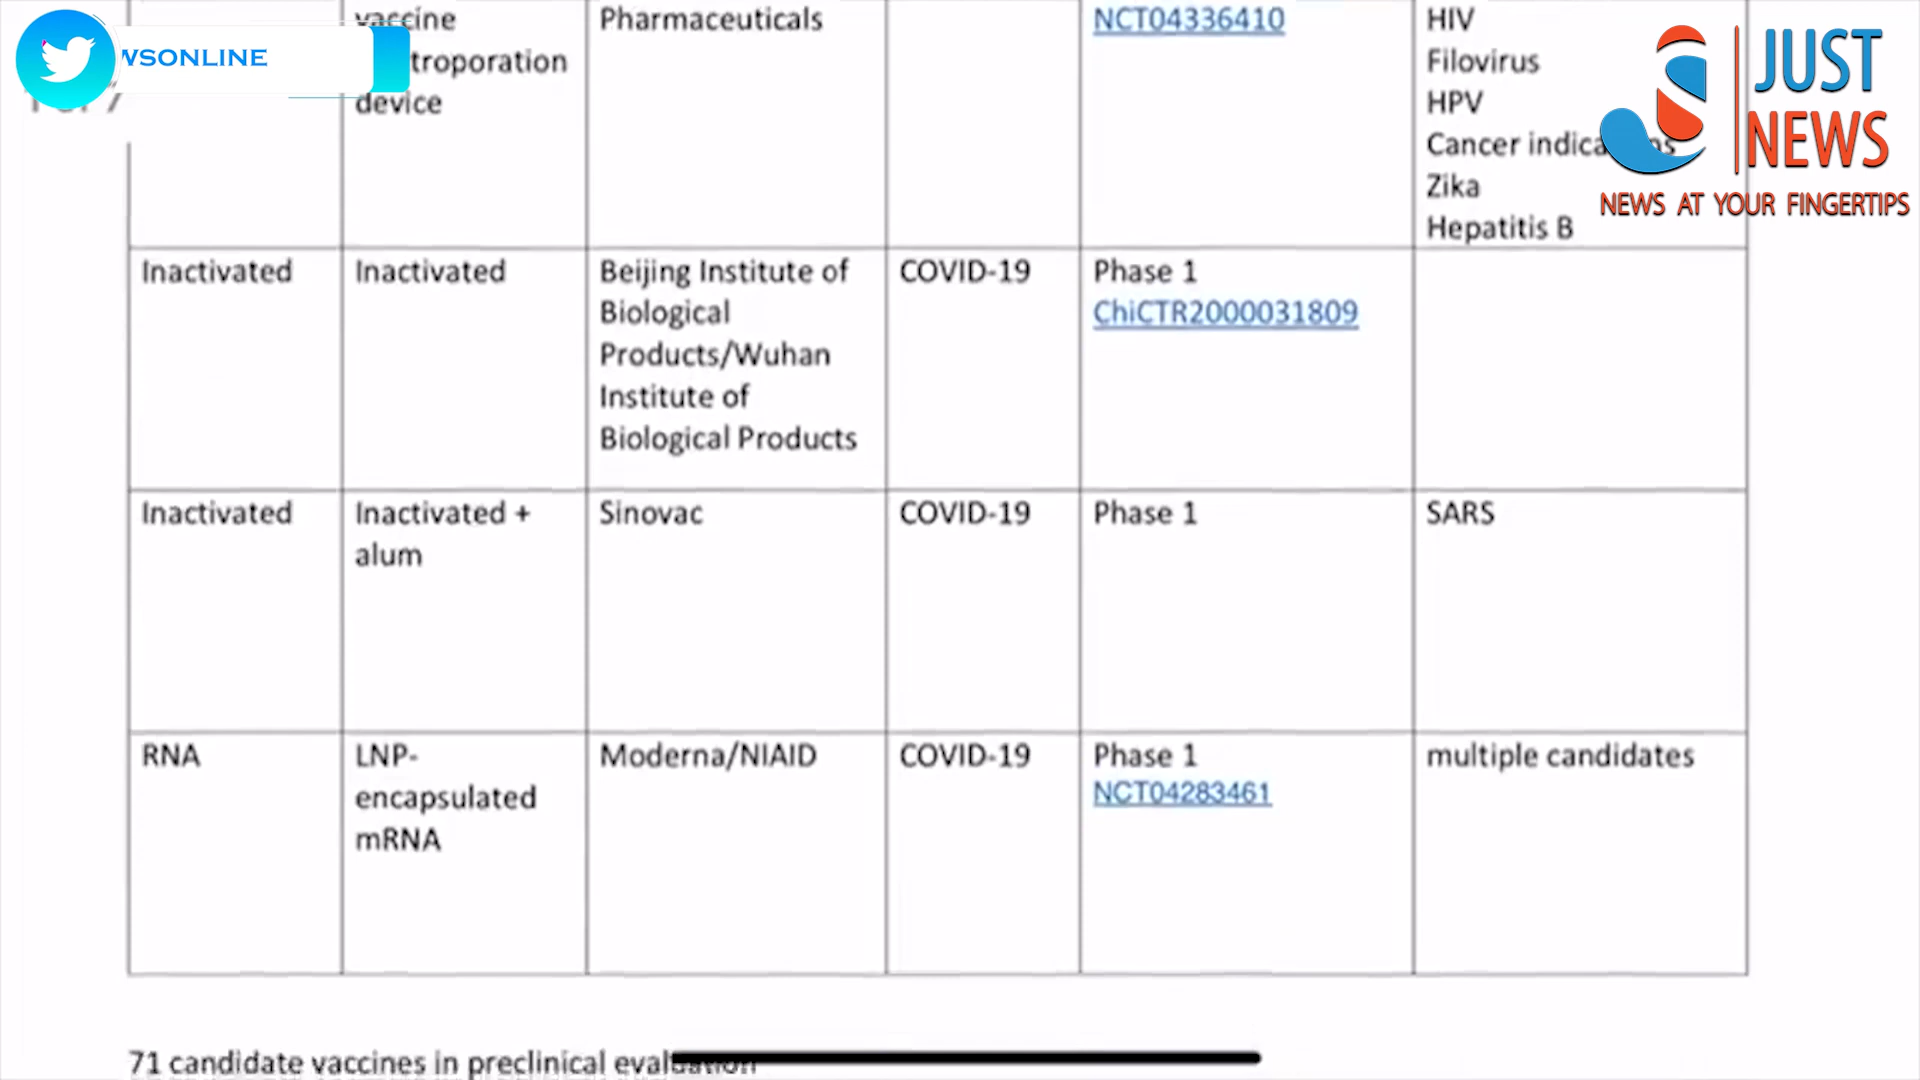 vaccine
Pharmaceuticals
NCT04336410
HIV
WSONLINE
troporation
device
Filovirus
HPV
Cancer
Zika
Hepatitis B
JUST
NEWS
NEWS AT YOUR FINGERTIPS
Inactivated
Inactivated
Beijing Institute of
Biological
Products/Wuhan
Institute of
Biological Products
COVID-19
Phase 1
ChiCTR2000031809
Inactivated
Inactivated +
alum
Sinovac
COVID-19
Phase 1
SARS
RNA
LNP-
encapsulated
mRNA
Moderna/NIAID
COVID-19
Phase 1
NCT04283461
multiple candidates
71 candidate vaccines in preclinical evaluation